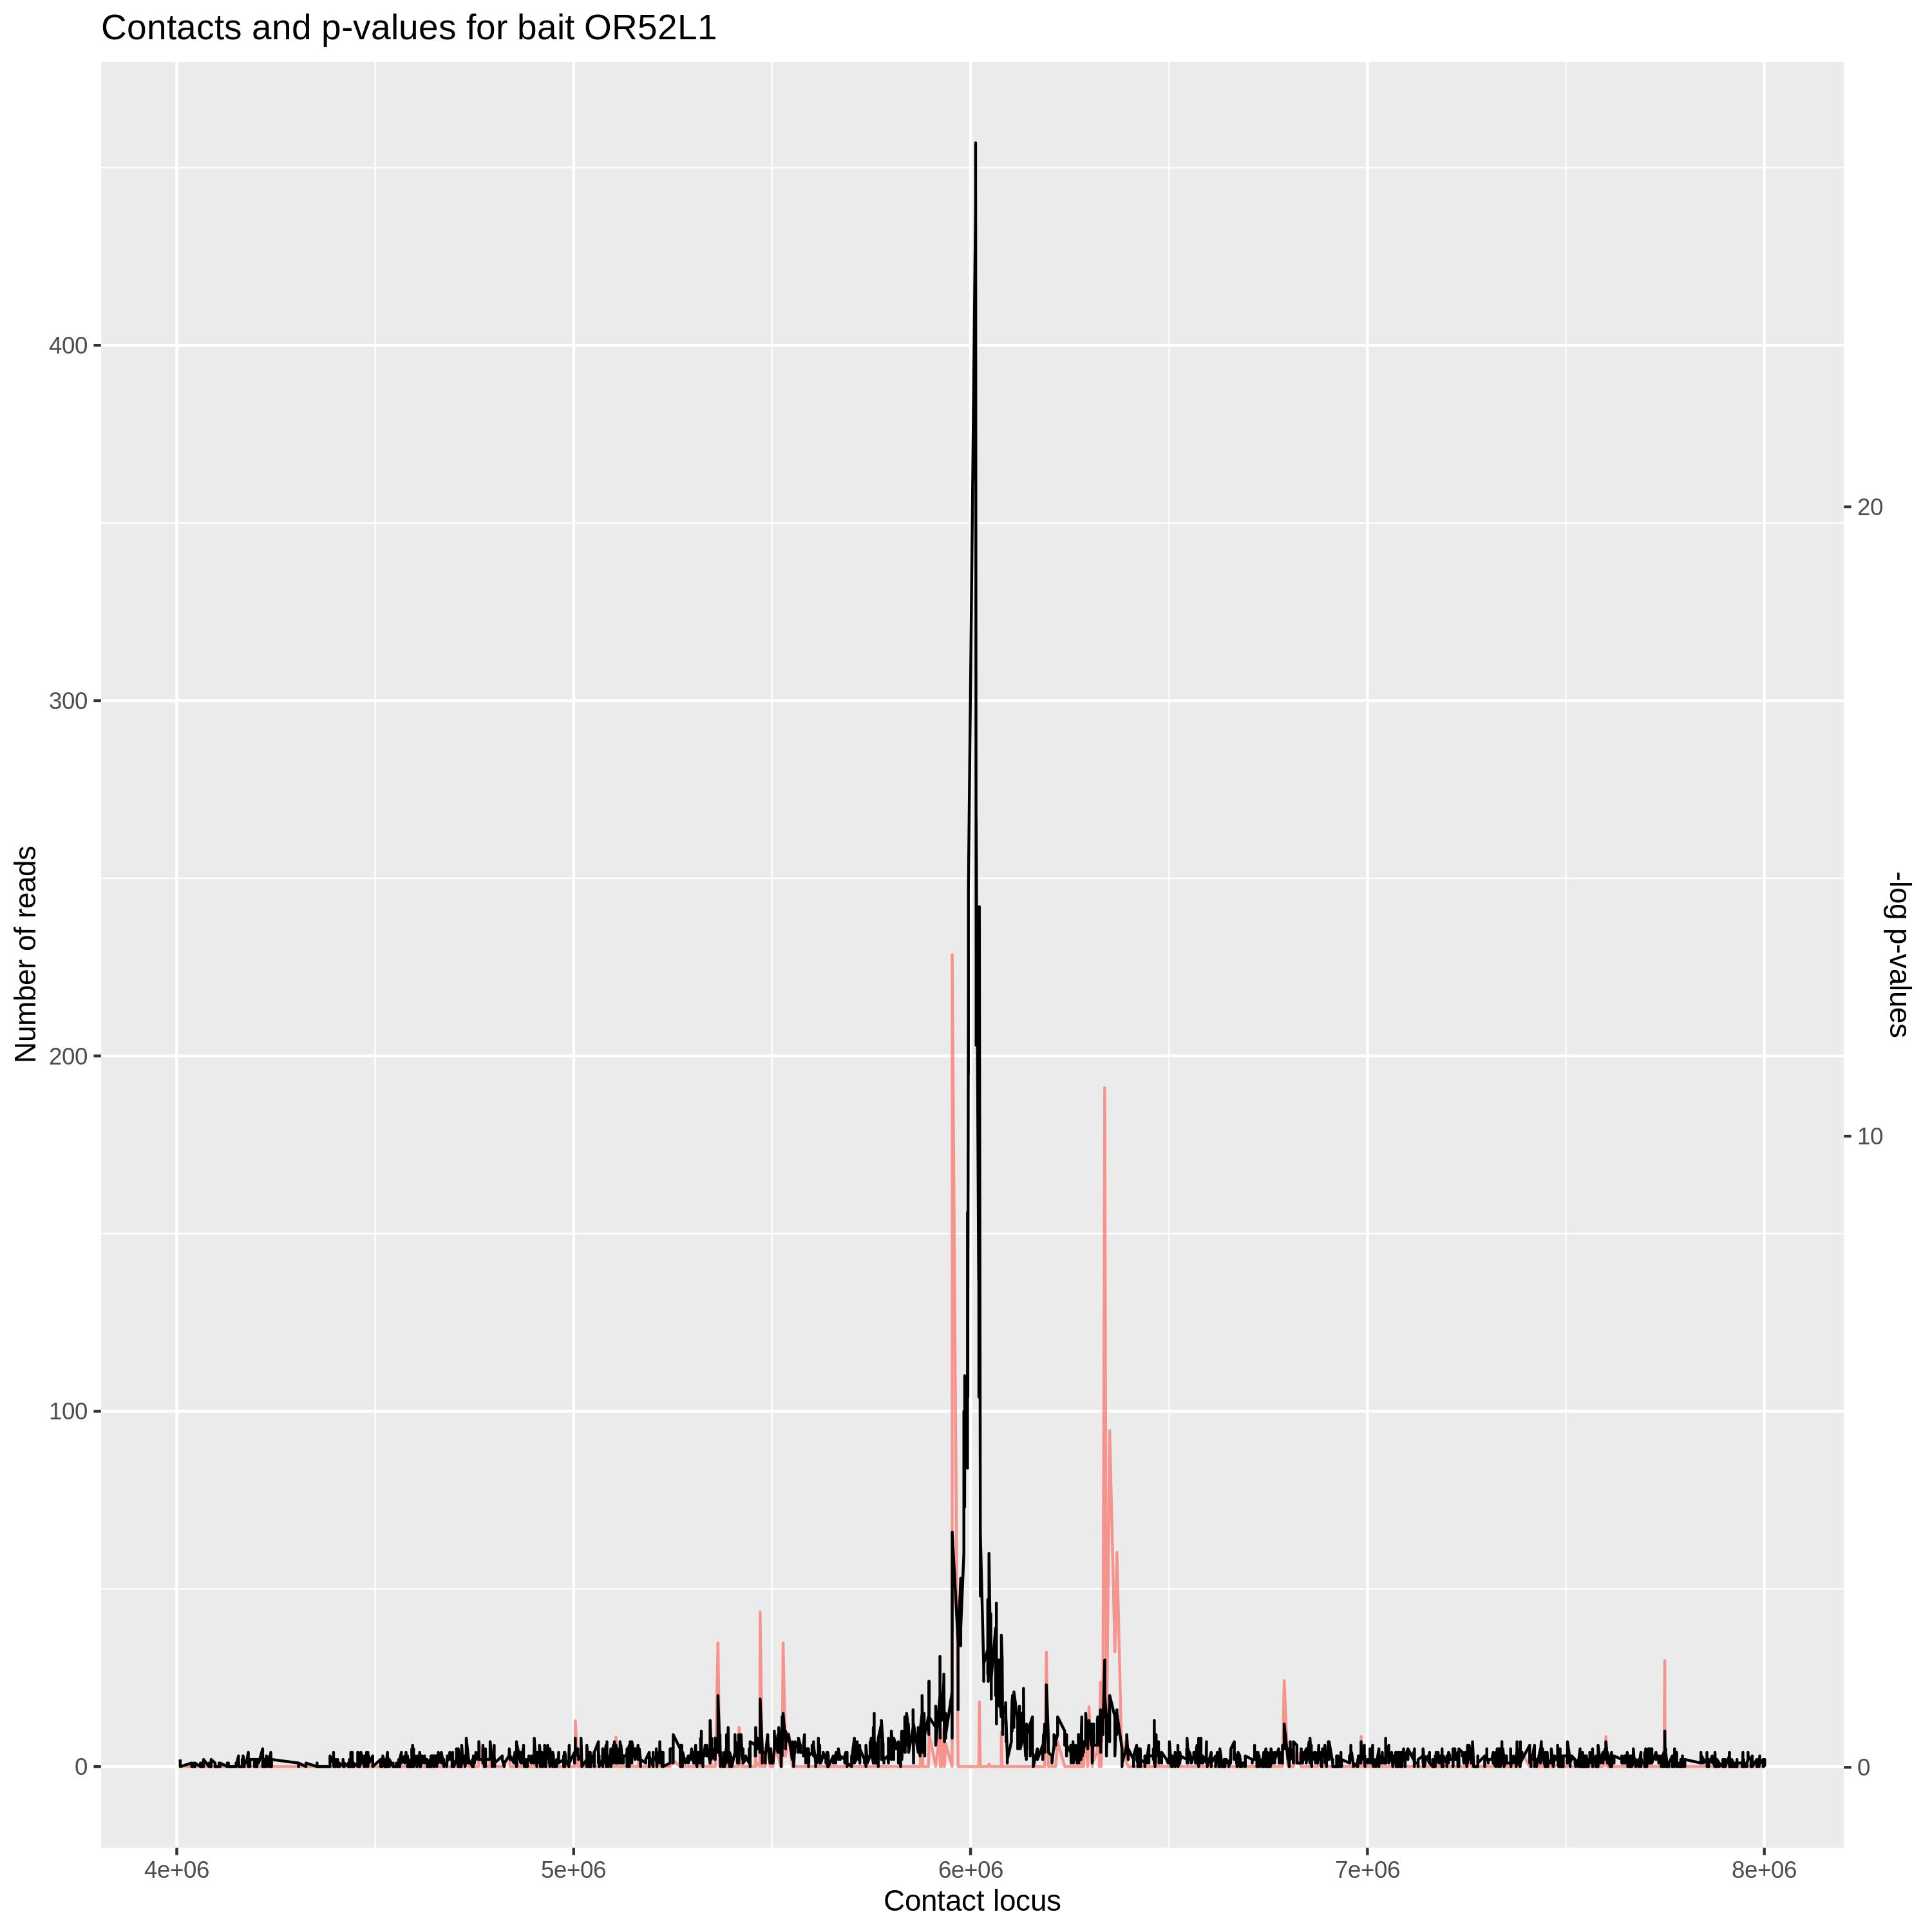 Contacts and p-values for bait OR52L1
Number of reads
400
300
200
100
0
20
10
0
-log p-values
4e+06 5e+06 6e+06 7e+06 8e+06
Contact locus